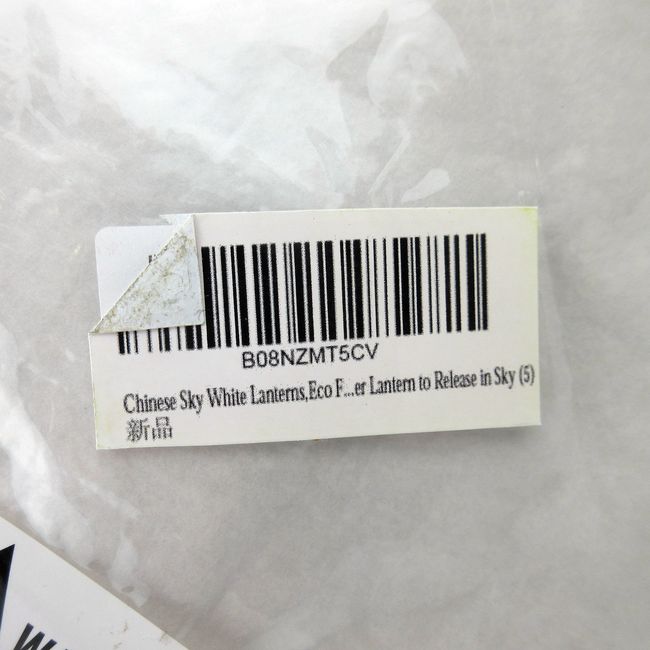 B08NZMT5CV
Chinese Sky White Lanterns,Eco F...er Lantern to Release in Sky (5)
新品